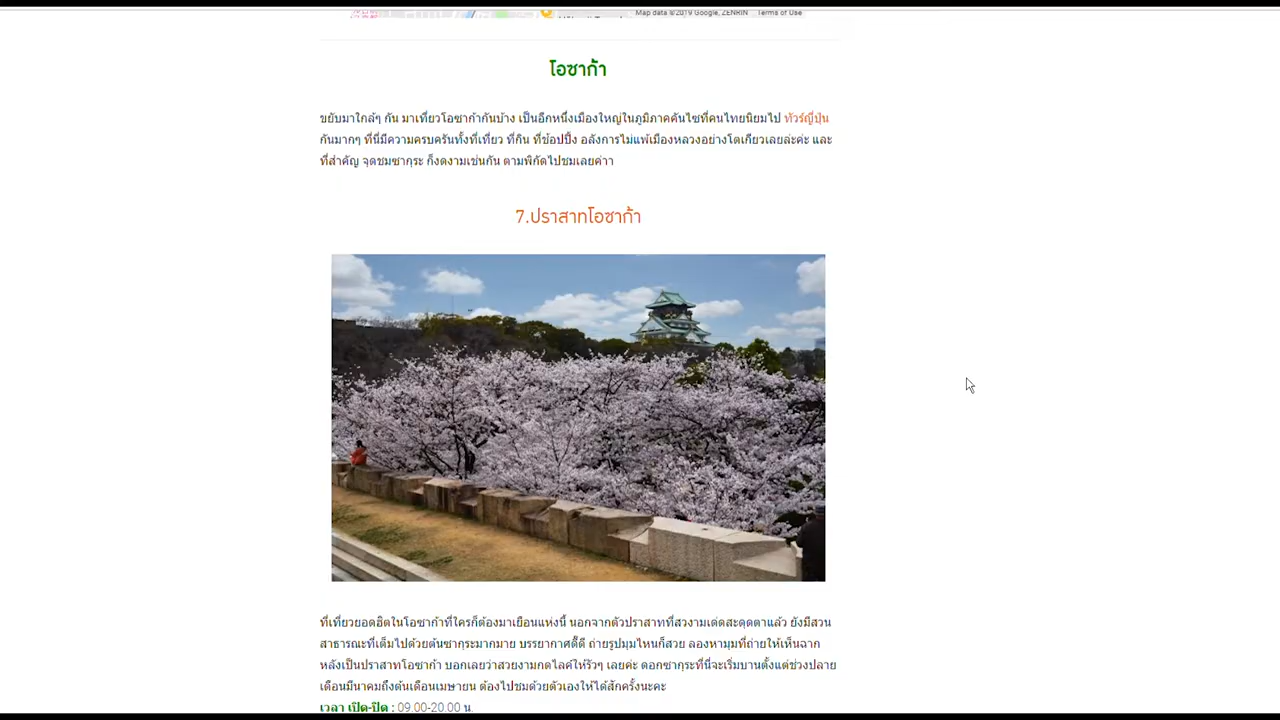 Map data ©2019 Google, ZENRIN Terms of Use
โอซาก้า
ขยับมาใกล้ๆ กัน มาเที่ยวโอซาก้ากันบ้าง เป็นอีกหนึ่งเมืองใหญ่ในภูมิภาคคันไซที่คนไทยนิยมไป ทัวร์ญี่ปุ่น
กันมากๆ ที่นี่มีความครบครันทั้งที่เที่ยว ที่กิน ที่ช้อปปิ้ง อลังการไม่แพ้เมืองหลวงอย่างโตเกียวเลยล่ะค่ะ และ
ที่สำคัญ จุดชมซากุระ ก็งดงามเช่นกัน ตามพิกัดไปชมเลยค่าา
7.ปราสาทโอซาก้า
ที่เที่ยวยอดฮิตในโอซาก้าที่ใครก็ต้องมาเยือนแห่งนี้ นอกจากตัวปราสาทที่สวงามเด่ดสะดุดตาแล้ว ยังมีสวน
สาธารณะที่เต็มไปด้วยต้นซากุระมากมาย บรรยากาศดี๊ดี ถ่ายรูปมุมไหนก็สวย ลองหามุมที่ถ่ายให้เห็นฉาก
หลังเป็นปราสาทโอซาก้า บอกเลยว่าสวยงามกดไลค์ให้รัวๆ เลยค่ะ ดอกซากุระที่นี่จะเริ่มบานตั้งแต่ช่วงปลาย
เดือนมีนาคมถึงต้นเดือนเมษายน ต้องไปชมด้วยตัวเองให้ได้สักครั้งนะคะ
เวลา เปิด-ปิด : 09.00-20.00 น.